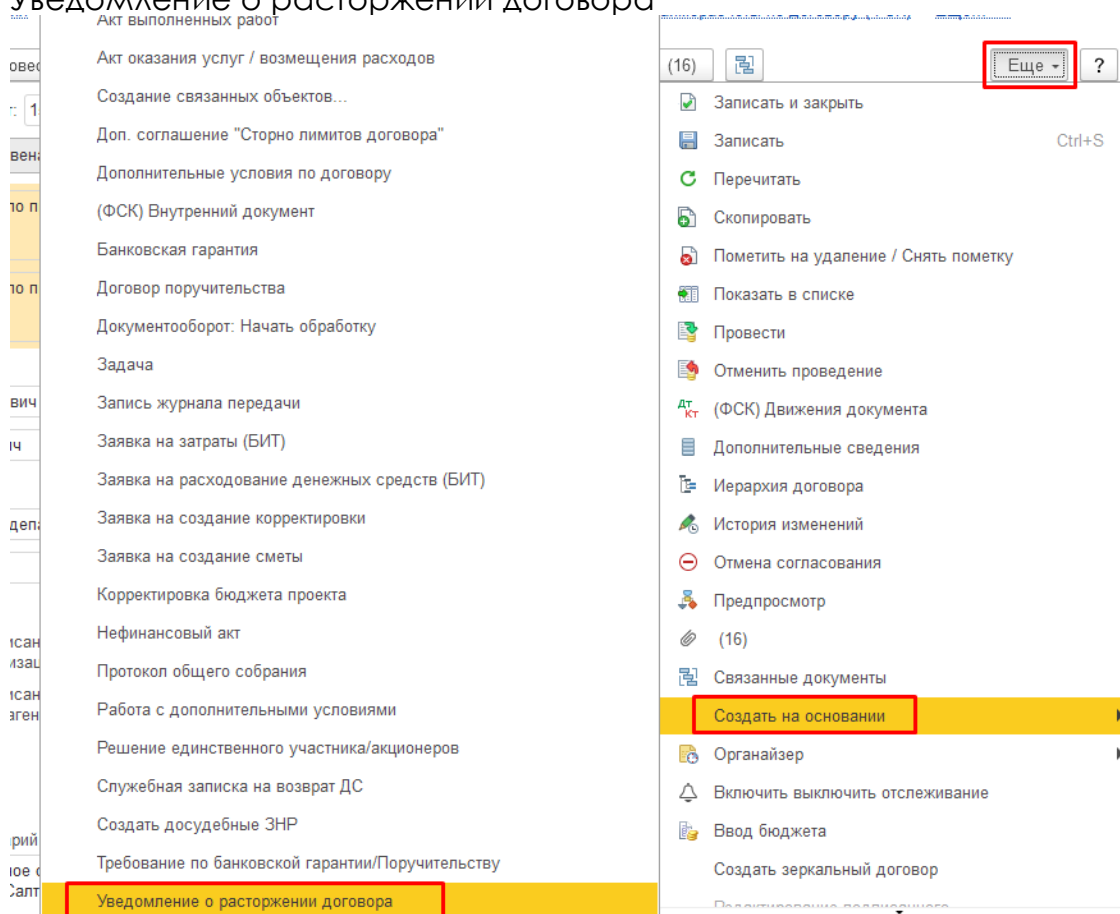 Уведомление о расторжении договора
Акт выполненных работ
Акт оказания услуг / возмещения расходов
Создание связанных объектов...
Доп. соглашение "Сторно лимитов договора"
Дополнительные условия по договору
(ФСК) Внутренний документ
Банковская гарантия
Договор поручительства
Документооборот: Начать обработку
Задача
Запись журнала передачи
Заявка на затраты (БИТ)
Заявка на расходование денежных средств (БИТ)
Заявка на создание корректировки
Заявка на создание сметы
Корректировка бюджета проекта
Нефинансовый акт
Протокол общего собрания
Работа с дополнительными условиями
Решение единственного участника/акционеров
Служебная записка на возврат ДС
Создать досудебные ЗНР
Требование по банковской гарантии/Поручительству
Уведомление о расторжении договора
(16)
Еще
?
Записать и закрыть
Записать Ctrl+S
Перечитать
Скопировать
Пометить на удаление / Снять пометку
Показать в списке
Провести
Отменить проведение
Дт Кт (ФСК) Движения документа
Дополнительные сведения
Иерархия договора
История изменений
Отмена согласования
Предпросмотр
(16)
Связанные документы
Создать на основании
Органайзер
Включить выключить отслеживание
Ввод бюджета
Создать зеркальный договор